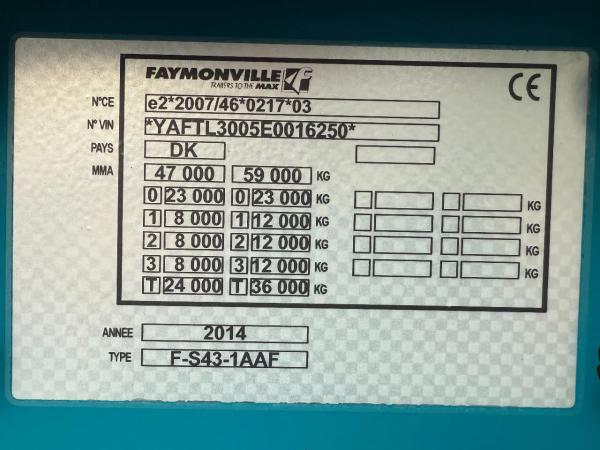 FAYMONVILLE
TRAILERS TO THE MAX
CE
N°CE e2*2007/46*0217*03
N° VIN *YAFTL3005E0016250*
PAYS DK
MMA 47 000 59 000 KG
0 23 000 0 23 000 KG KG
1 8 000 1 12 000 KG KG
2 8 000 2 12 000 KG KG
3 8 000 3 12 000 KG KG
T 24 000 T 36 000 KG
ANNEE 2014
TYPE F-S43-1AAF